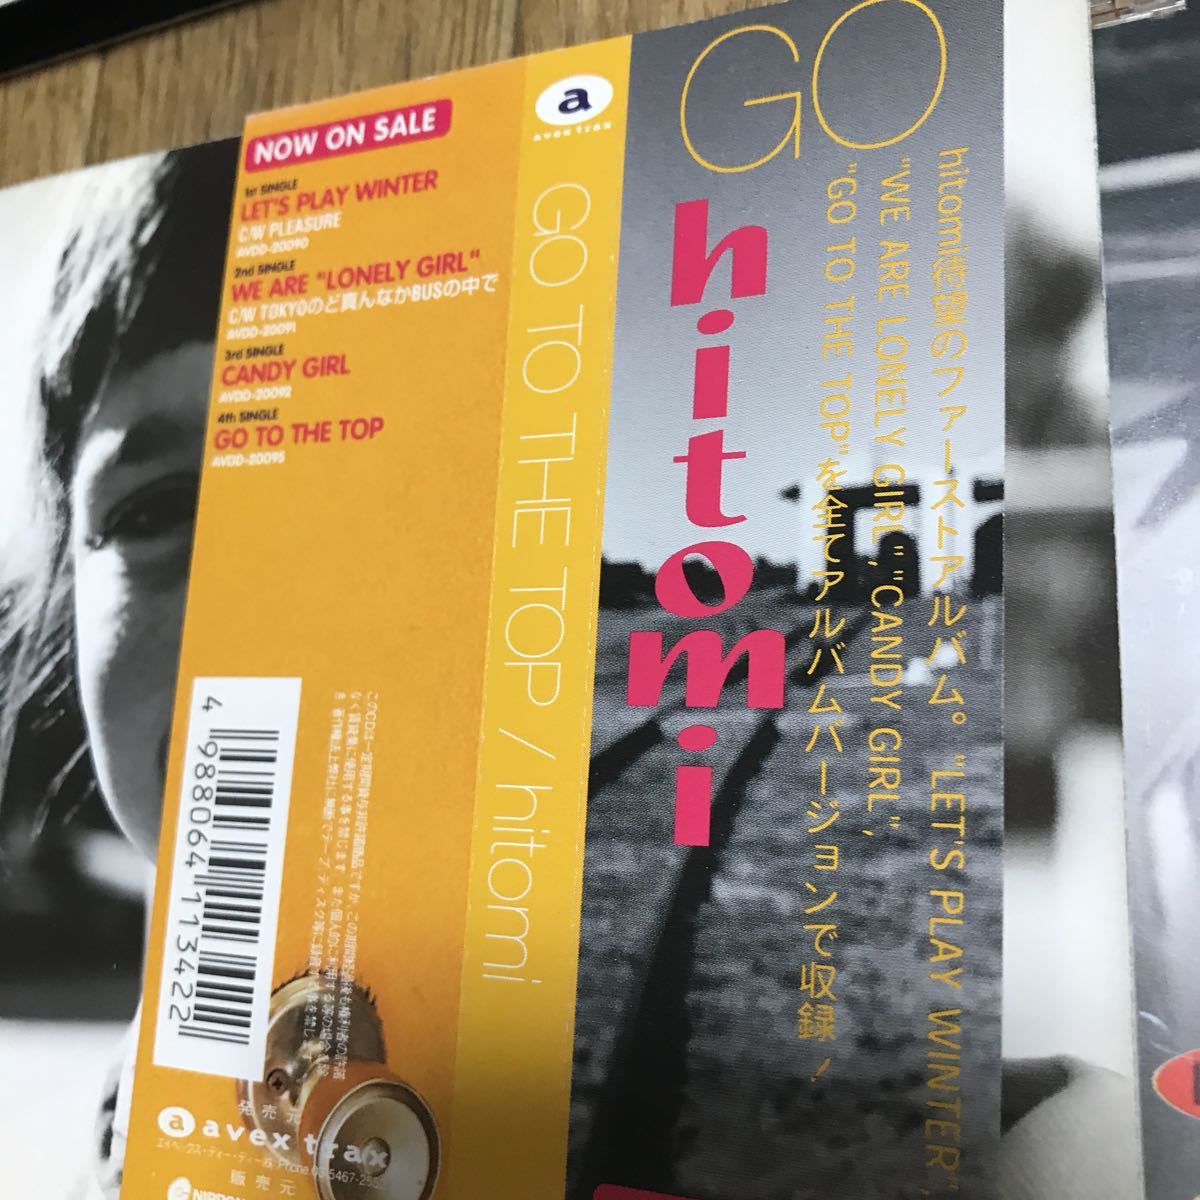 NOW ON SALE
1st SINGLE
LET'S PLAY WINTER
C/W PLEASURE
AVDD-20090
2nd SINGLE
WE ARE "LONELY GIRL"
C/W TOKYOのど真んなかBUSの中で
AVDD-20091
3rd SINGLE
CANDY GIRL
AVDD-20092
4th SINGLE
GO TO THE TOP
AVDD-20095
4988064113422
発売元
a avex trax
販売元
a
avex trax
GO TO THE TOP / hitomi
GO
hitomi
hitomi待望のファーストアルバム。"LET'S PLAY WINTER"
"WE ARE LONELY GIRL","CANDY GIRL",
"GO TO THE TOP"を全てアルバムバージョンで収録!